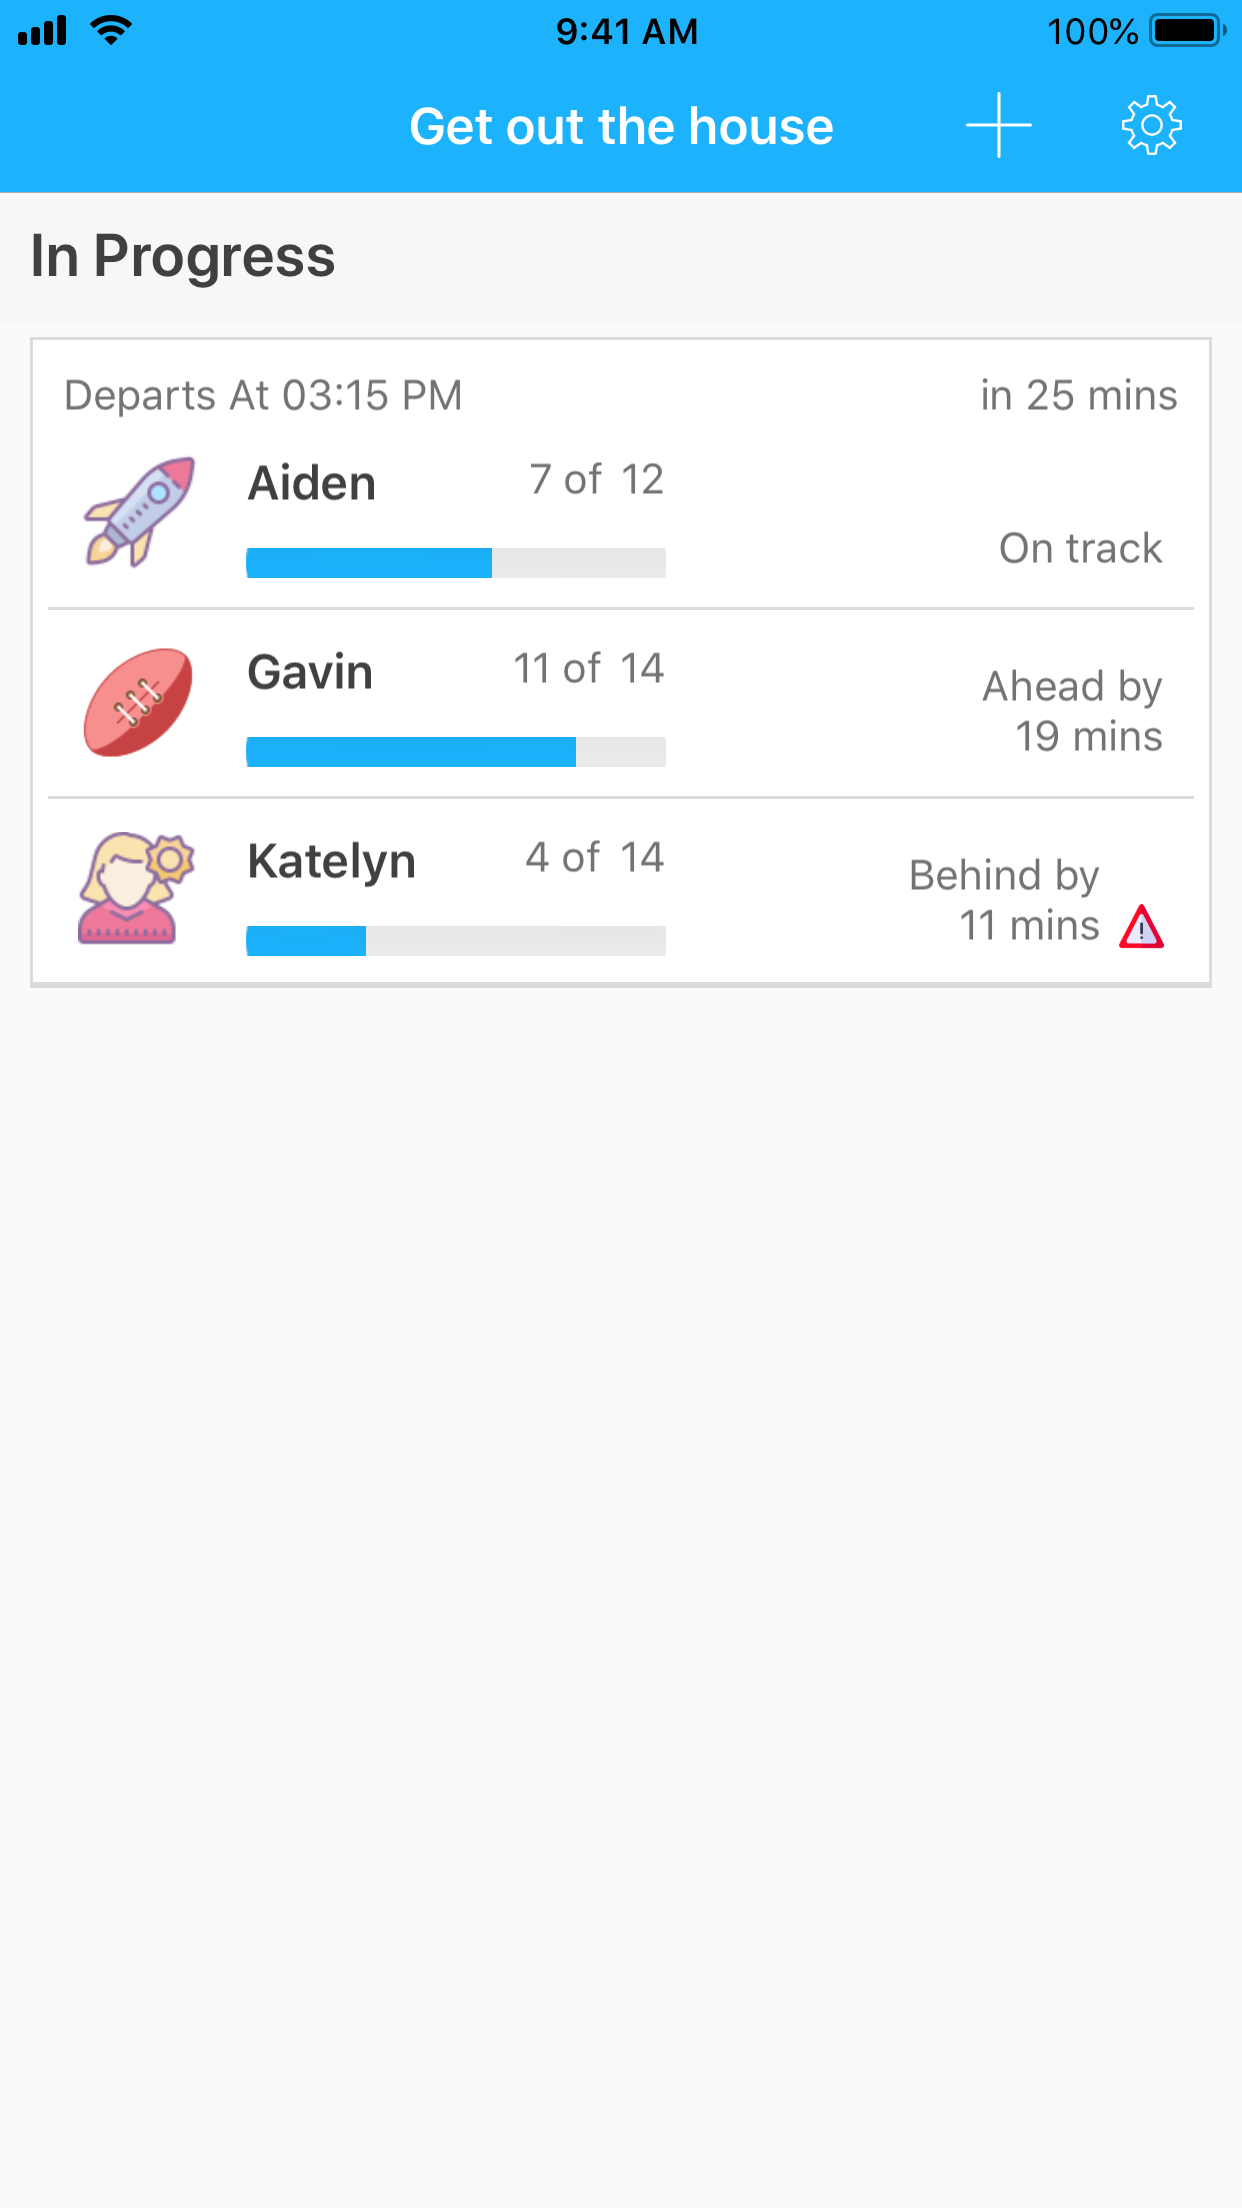 9:41 AM
100%
Get out the house
In Progress
Departs At 03:15 PM
in 25 mins
Aiden
7 of 12
On track
Gavin
11 of 14
Ahead by
19 mins
Katelyn
4 of 14
Behind by
11 mins